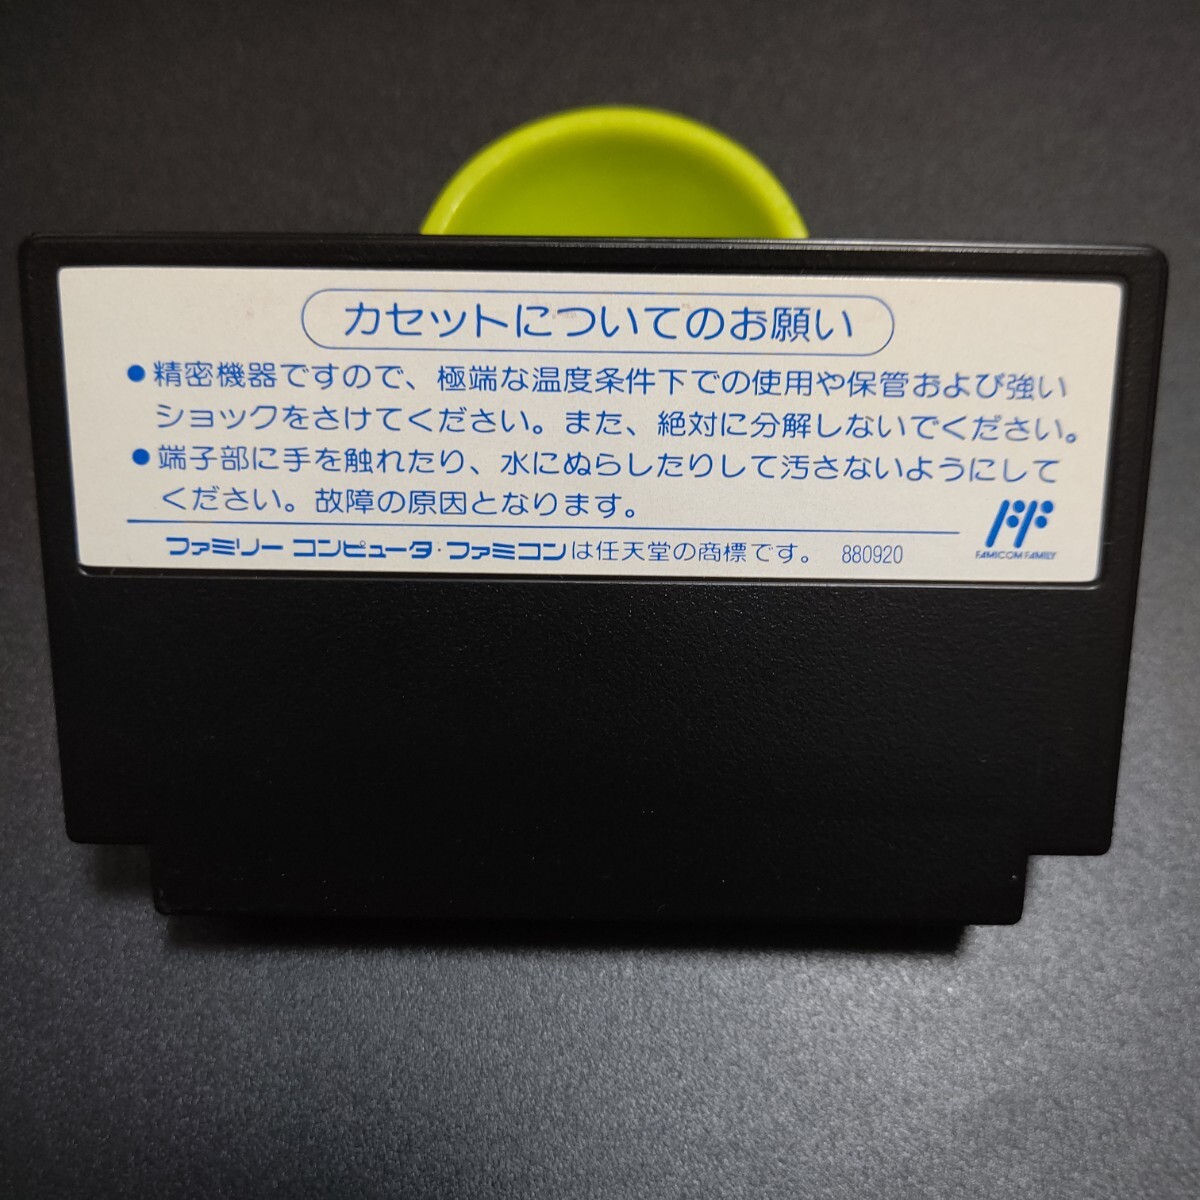 カセットについてのお願い
●精密機器ですので、極端な温度条件下での使用や保管および強い
ショックをさけてください。また、絶対に分解しないでください。
●端子部に手を触れたり、水にぬらしたりして汚さないようにして
ください。故障の原因となります。
ファミリー コンピュータ・ファミコンは任天堂の商標です。 880920
FF
FAMICOM FAMILY